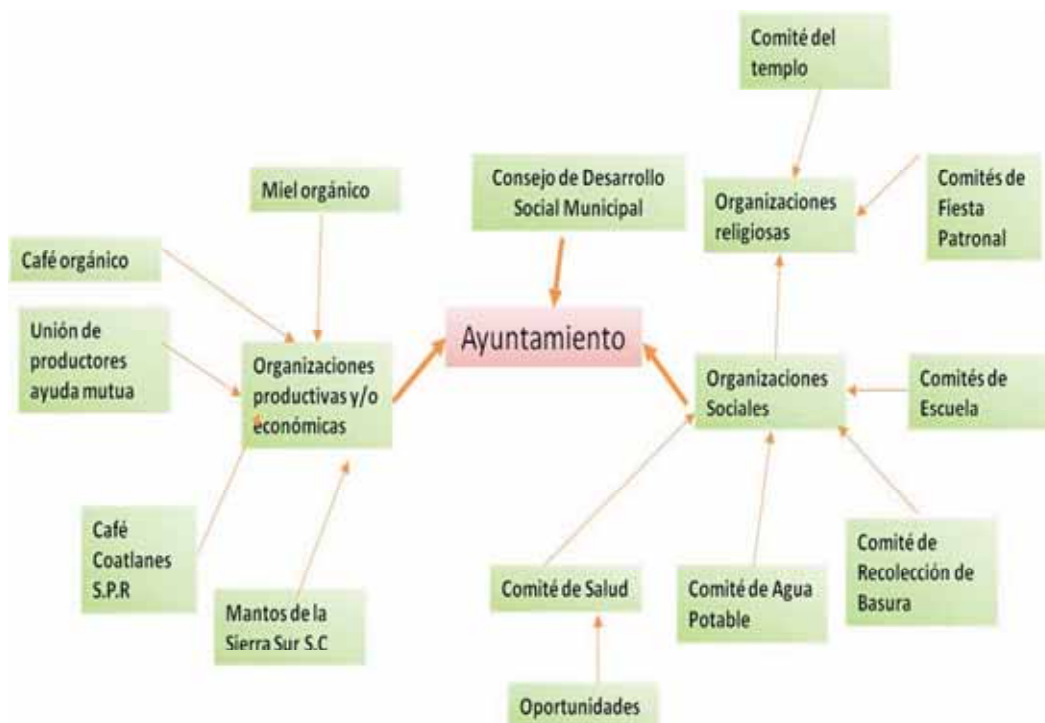 Comité del
templo
Consejo de Desarrollo
Social Municipal
Comités de
Fiesta
Patronal
Miel orgánico
Organizaciones
religiosas
Café orgánico
Unión de
productores
ayuda mutua
Ayuntamiento
Organizaciones
productivas y/o
económicas
Organizaciones
Sociales
Comités de
Escuela
Café
Coatlanes
S.P.R
Mantos de la
Sierra Sur S.C
Comité de Salud
Comité de Agua
Potable
Comité de
Recolección de
Basura
Oportunidades